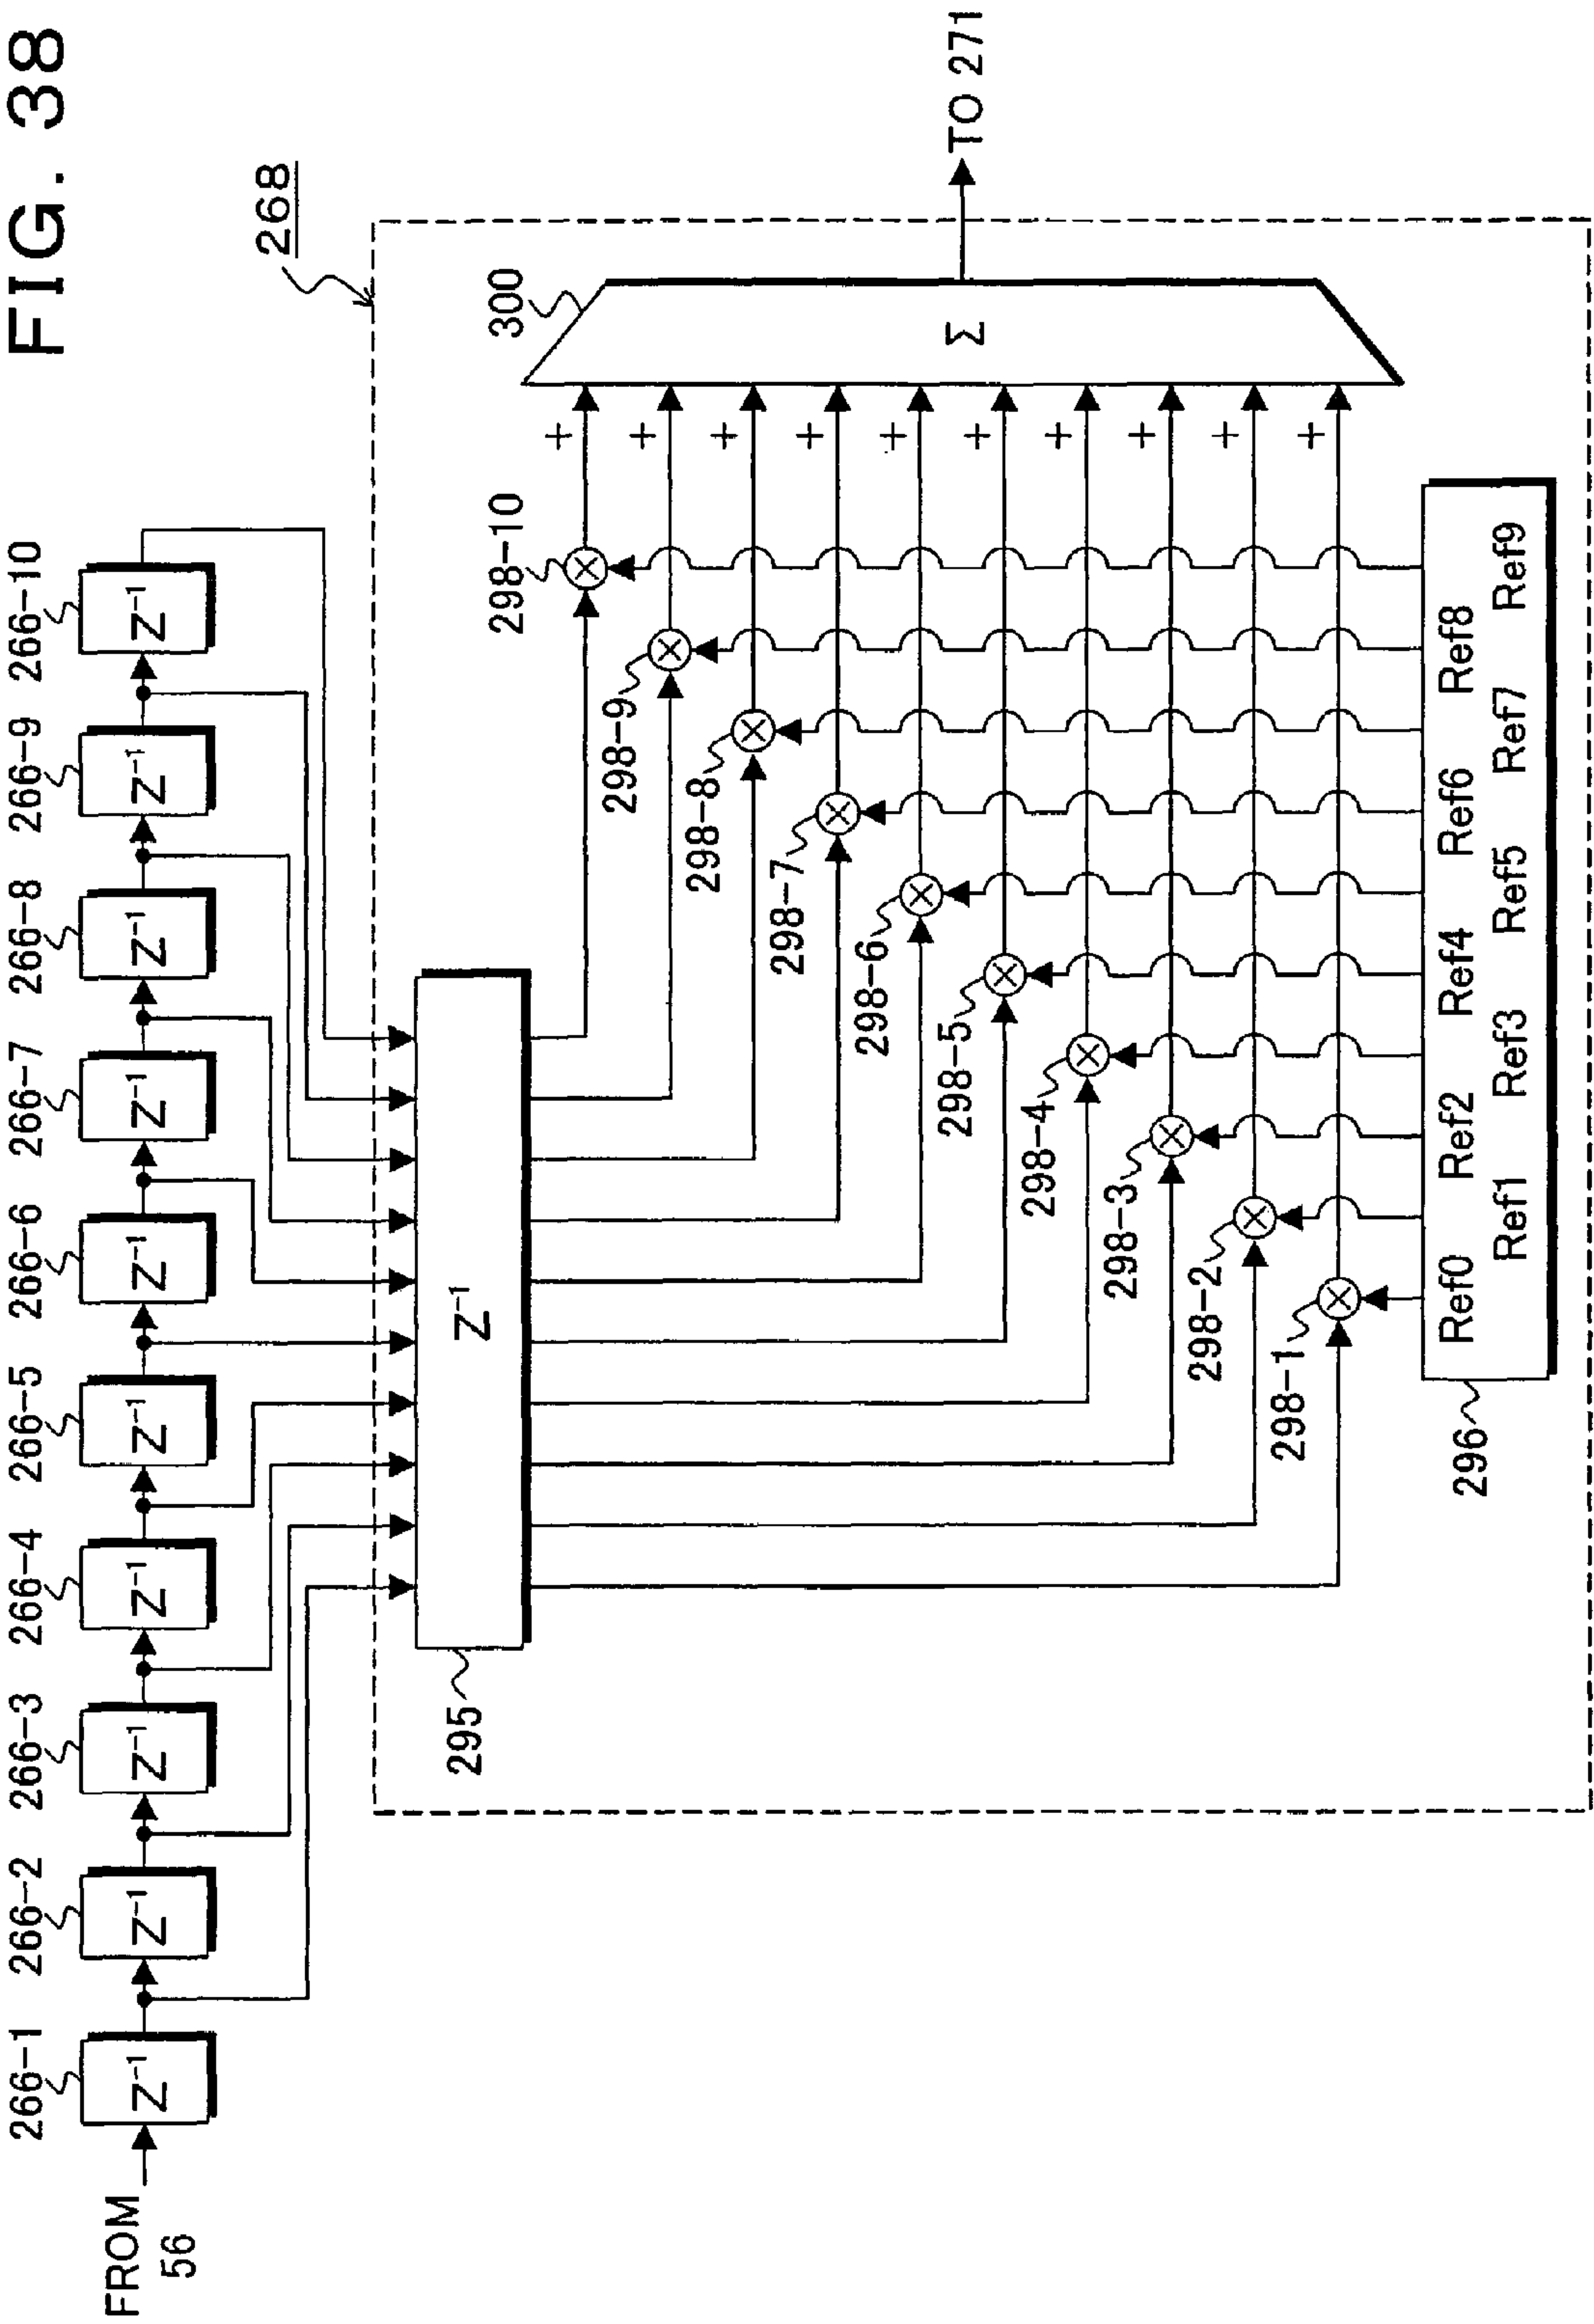 FIG. 38
266-1
266-2
266-3
266-4
266-5
266-6
266-7
266-8
266-9
266-10
FROM
56
Z⁻¹
Z⁻¹
Z⁻¹
Z⁻¹
Z⁻¹
Z⁻¹
Z⁻¹
Z⁻¹
Z⁻¹
Z⁻¹
268
295
Z⁻¹
300
Σ
TO 271
298-10
298-9
298-8
298-7
298-6
298-5
298-4
298-3
298-2
298-1
+
+
+
+
+
+
+
+
+
+
296
Ref0
Ref1
Ref2
Ref3
Ref4
Ref5
Ref6
Ref7
Ref8
Ref9